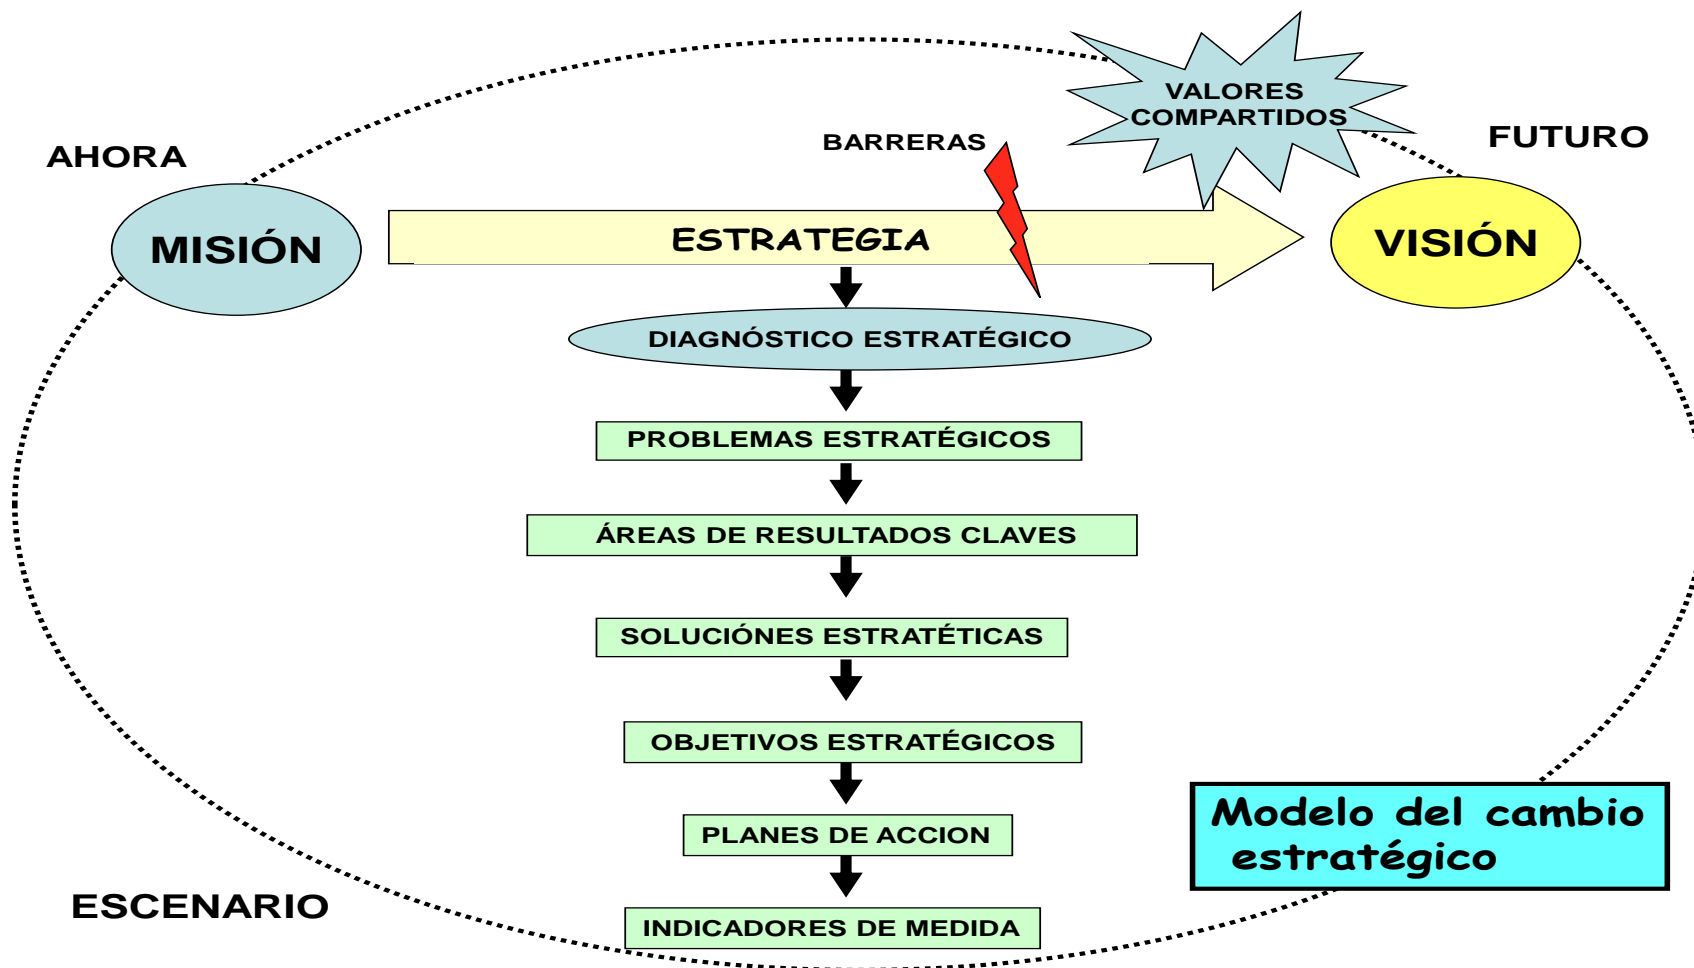 VALORES
COMPARTIDOS
BARRERAS
FUTURO
AHORA
MISIÓN
ESTRATEGIA
VISIÓN
DIAGNÓSTICO ESTRATÉGICO
PROBLEMAS ESTRATÉGICOS
ÁREAS DE RESULTADOS CLAVES
SOLUCIÓNES ESTRATÉTICAS
OBJETIVOS ESTRATÉGICOS
PLANES DE ACCION
INDICADORES DE MEDIDA
Modelo del cambio
estratégico
ESCENARIO